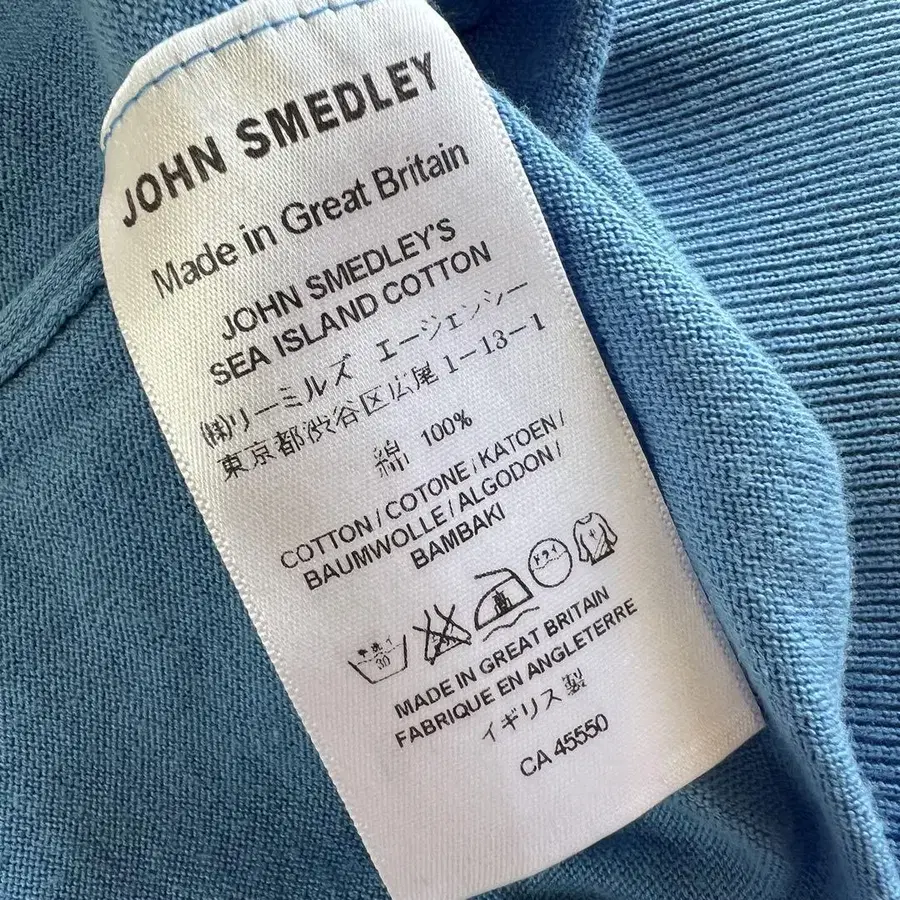 JOHN SMEDLEY
Made in Great Britain
JOHN SMEDLEY'S
SEA ISLAND COTTON
㈱リーミルズ エージェンシー
東京都渋谷区広尾1-13-1
綿 100%
COTTON / COTONE / KATOEN /
BAUMWOLLE / ALGODON /
BAMBAKI
30 ドライ
MADE IN GREAT BRITAIN
FABRIQUE EN ANGLETERRE
イギリス製
CA 45550